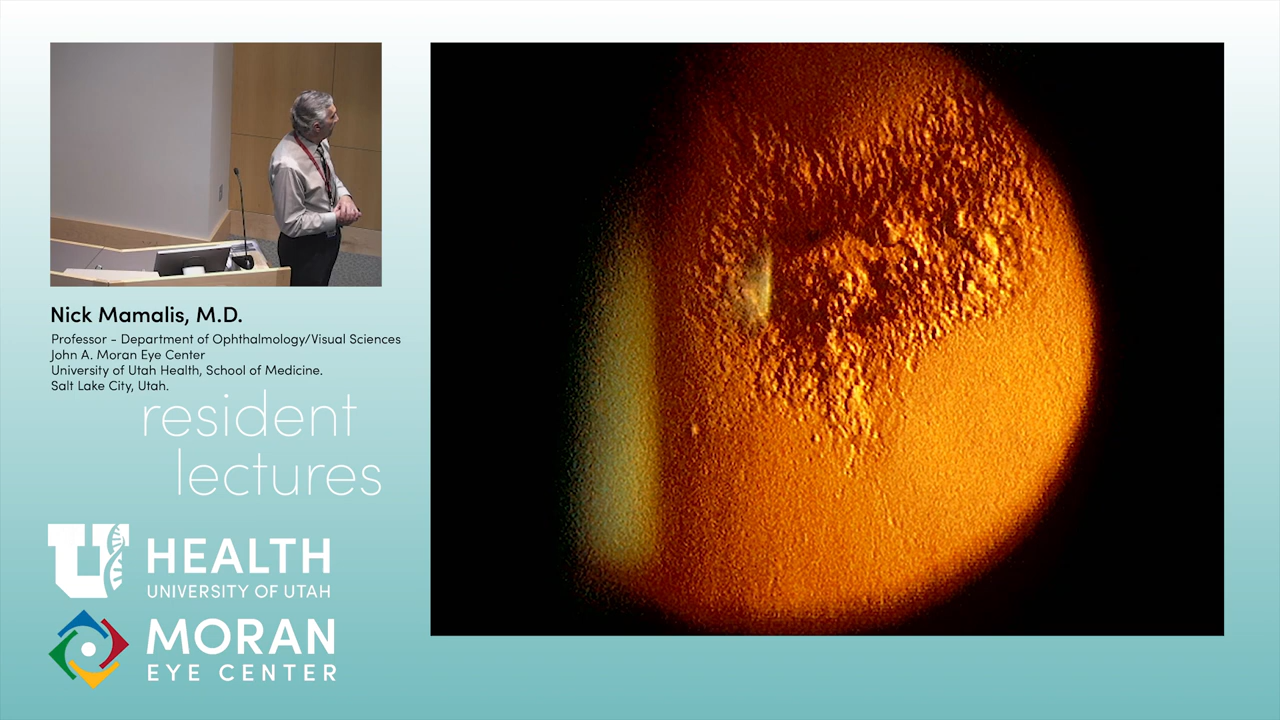 Nick Mamalis, M.D.
Professor - Department of Ophthalmology/Visual Sciences
John A. Moran Eye Center
University of Utah Health, School of Medicine.
Salt Lake City, Utah.
resident
lectures
U HEALTH
UNIVERSITY OF UTAH
MORAN
EYE CENTER